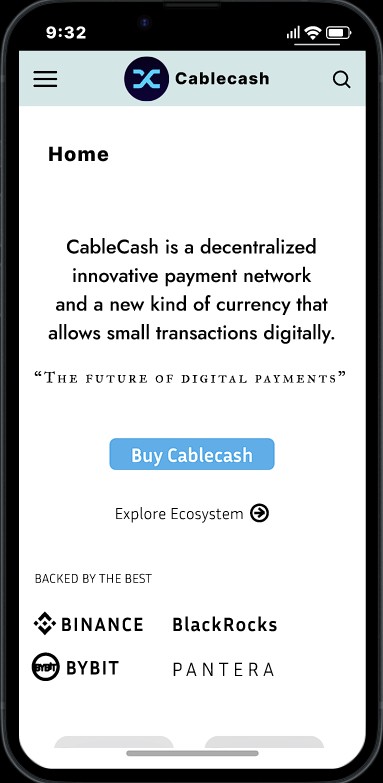 9:32
Cablecash
Home
CableCash is a decentralized
innovative payment network
and a new kind of currency that
allows small transactions digitally.
“The future of digital payments”
Buy Cablecash
Explore Ecosystem
BACKED BY THE BEST
BINANCE BlackRocks
BYBIT BYBIT PANTERA